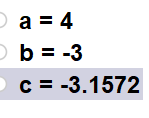 a = 4
b = -3
c = -3.1572